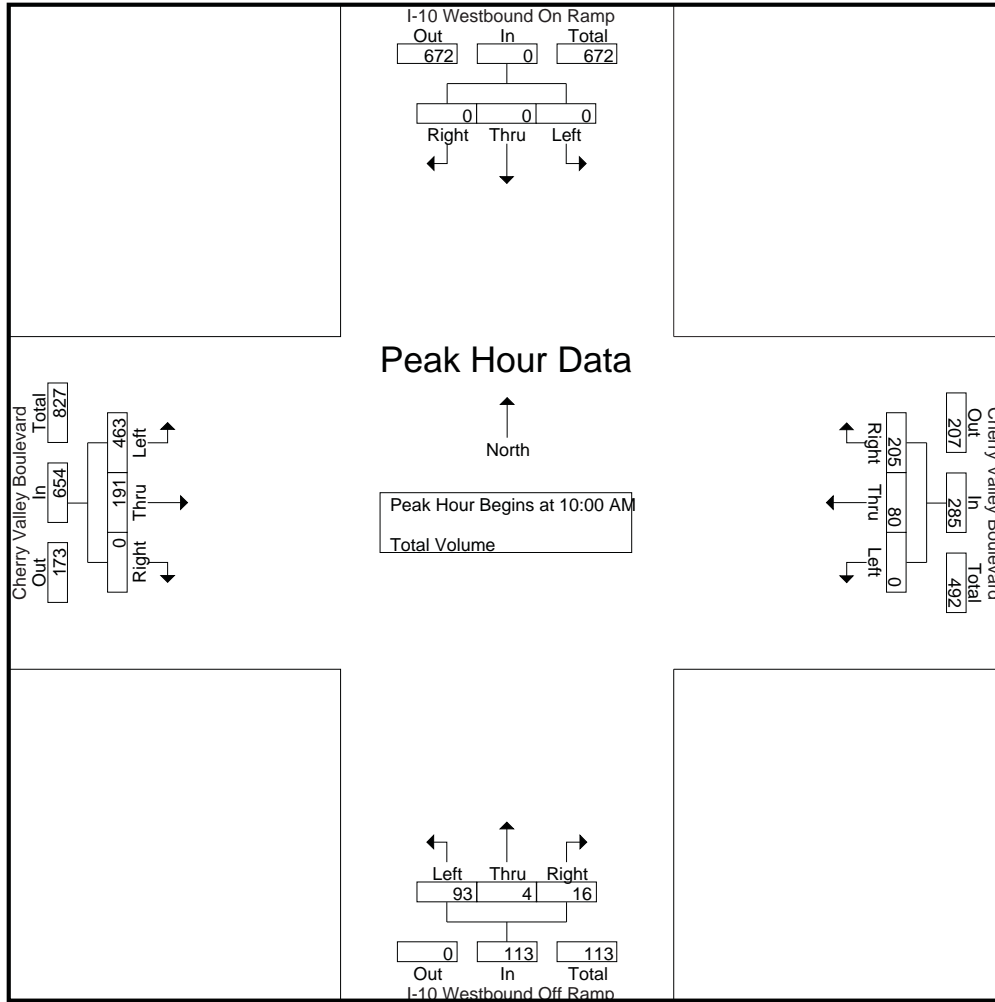 I-10 Westbound On Ramp
Out In Total
672 0 672
0 0 0
Right Thru Left
Peak Hour Data
North
Peak Hour Begins at 10:00 AM
Total Volume
Cherry Valley Boulevard
Total In Out
827 654 173
463 191 0
Left Thru Right
Cherry Valley Boulevard
Out In Total
207 285 492
205 80 0
Right Thru Left
Left Thru Right
93 4 16
0 113 113
Out In Total
I-10 Westbound Off Ramp